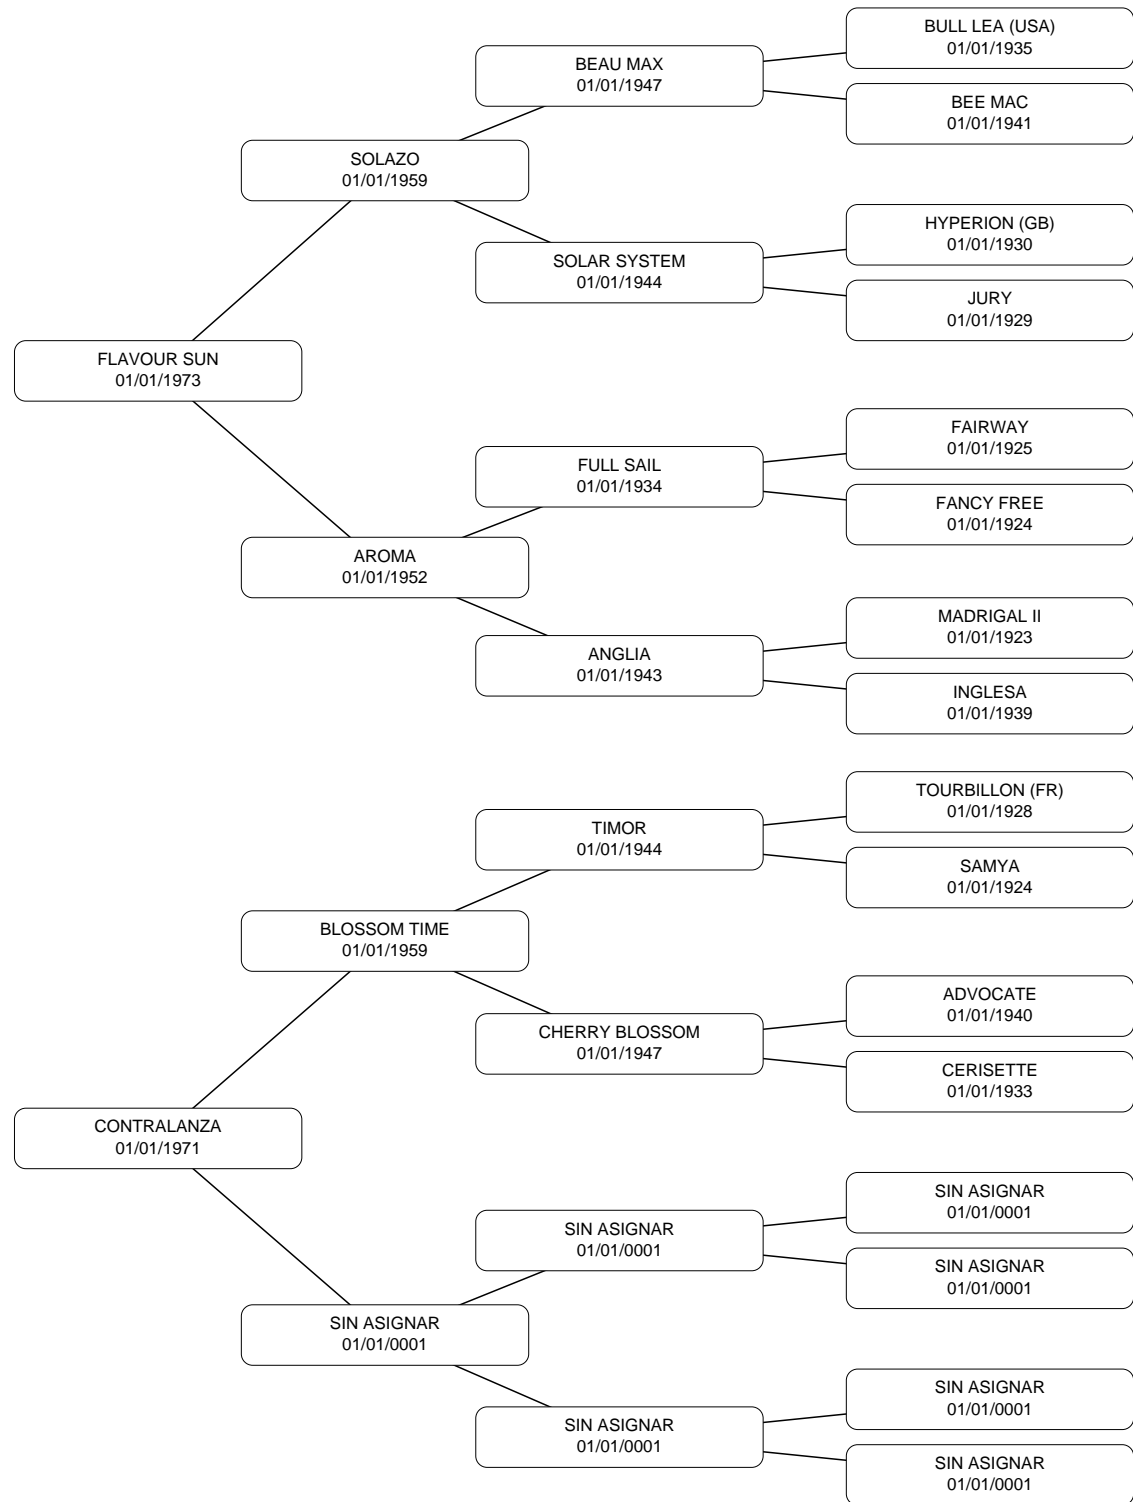 BULL LEA (USA)
01/01/1935
BEAU MAX
01/01/1947
BEE MAC
01/01/1941
SOLAZO
01/01/1959
HYPERION (GB)
01/01/1930
SOLAR SYSTEM
01/01/1944
JURY
01/01/1929
FLAVOUR SUN
01/01/1973
FAIRWAY
01/01/1925
FULL SAIL
01/01/1934
FANCY FREE
01/01/1924
AROMA
01/01/1952
MADRIGAL II
01/01/1923
ANGLIA
01/01/1943
INGLESA
01/01/1939
TOURBILLON (FR)
01/01/1928
TIMOR
01/01/1944
SAMYA
01/01/1924
BLOSSOM TIME
01/01/1959
ADVOCATE
01/01/1940
CHERRY BLOSSOM
01/01/1947
CERISETTE
01/01/1933
CONTRALANZA
01/01/1971
SIN ASIGNAR
01/01/0001
SIN ASIGNAR
01/01/0001
SIN ASIGNAR
01/01/0001
SIN ASIGNAR
01/01/0001
SIN ASIGNAR
01/01/0001
SIN ASIGNAR
01/01/0001
SIN ASIGNAR
01/01/0001